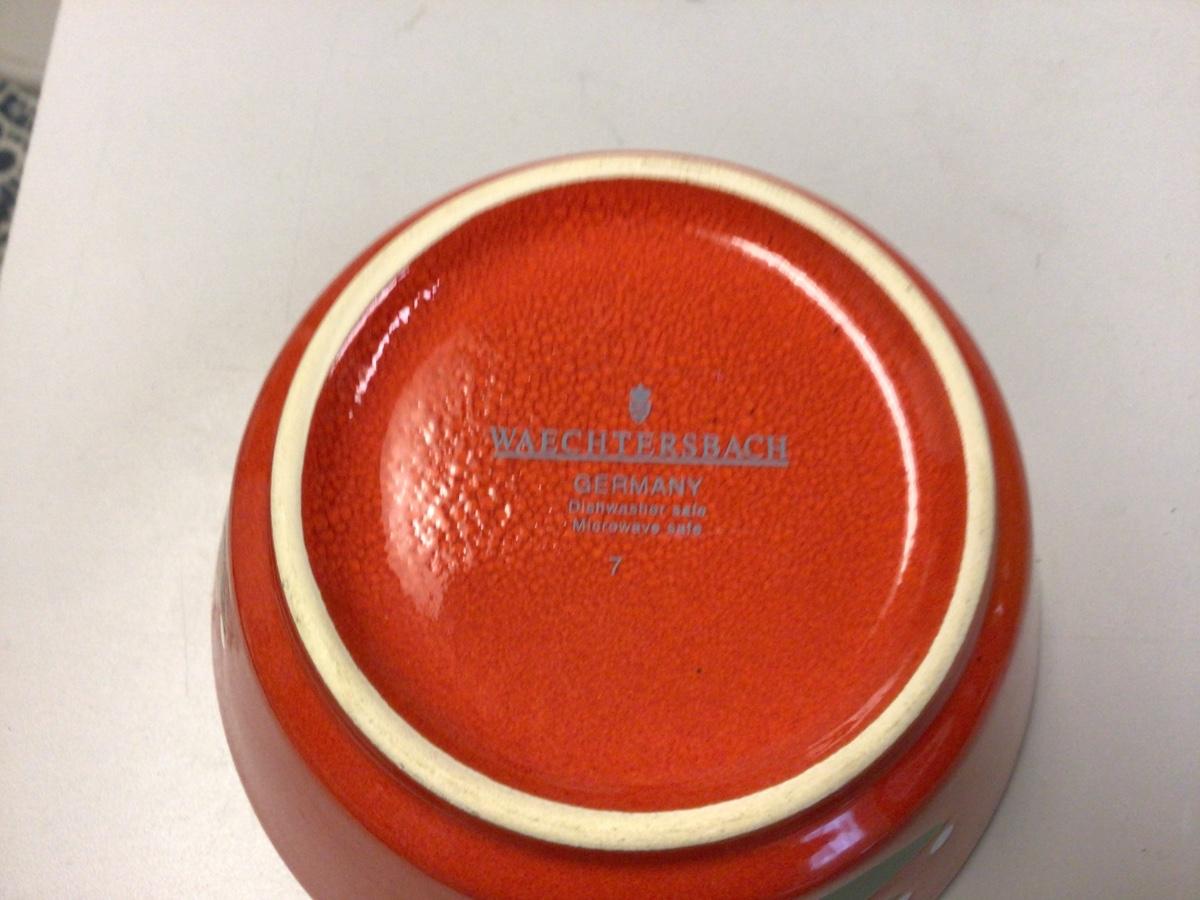 WAECHTERSBACH
GERMANY
Dishwasher safe
Microwave safe
7